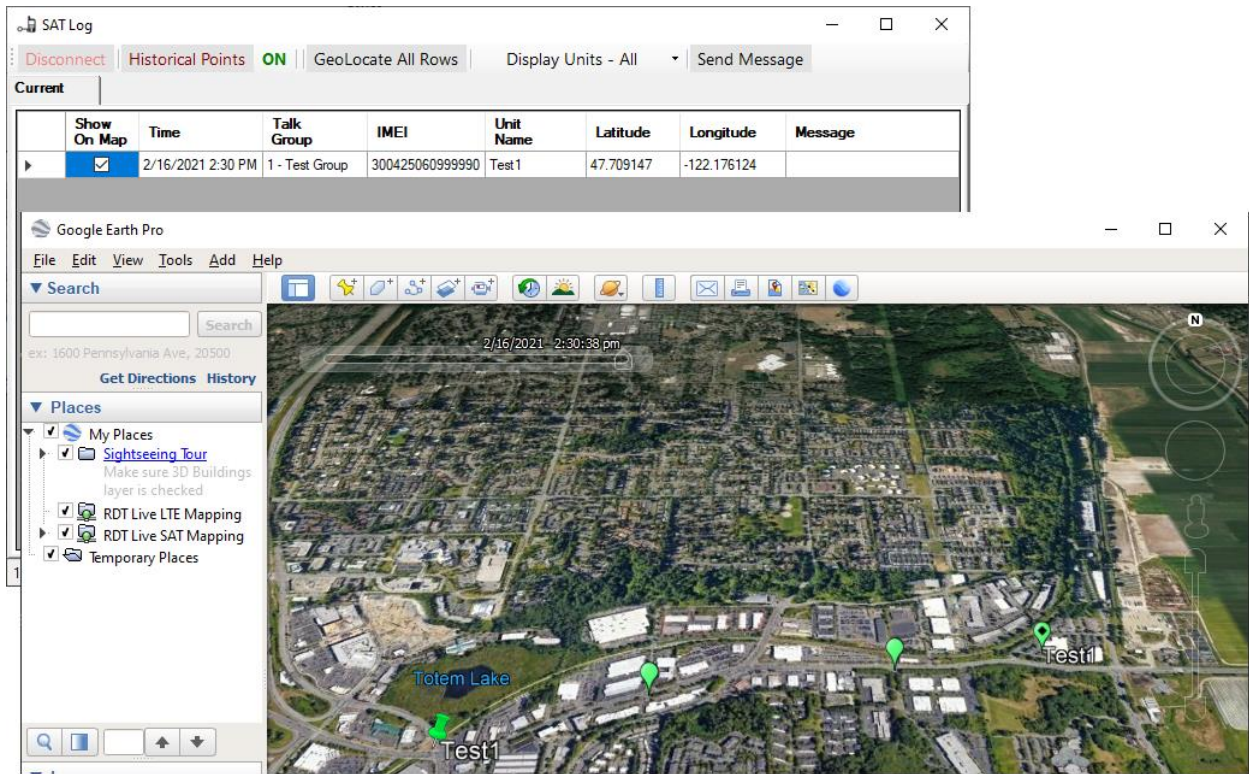 SAT Log
Disconnect Historical Points ON GeoLocate All Rows Display Units - All Send Message
Current
Show On Map Time Talk Group IMEI Unit Name Latitude Longitude Message
2/16/2021 2:30 PM 1 - Test Group 300425060999990 Test1 47.709147 -122.176124
Google Earth Pro
File Edit View Tools Add Help
Search
Search
ex: 1600 Pennsylvania Ave, 20500
Get Directions History
Places
My Places
Sightseeing Tour
Make sure 3D Buildings
layer is checked
RDT Live LTE Mapping
RDT Live SAT Mapping
Temporary Places
1
2/16/2021 2:30:38 pm
N
Test1
Totem Lake
Test1